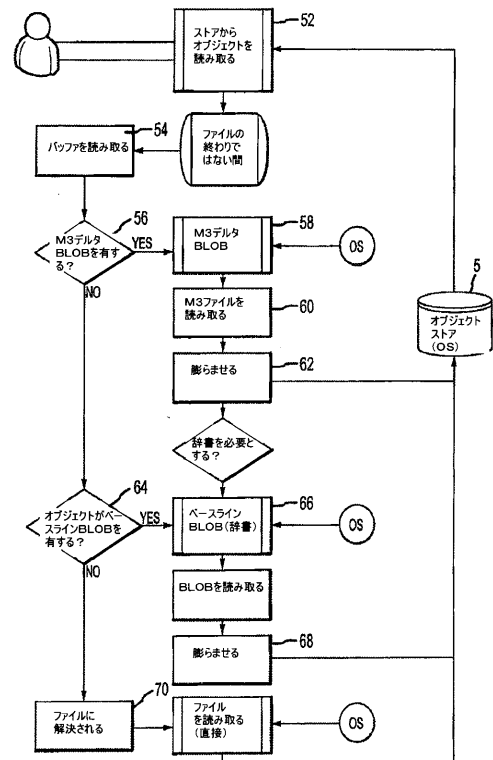 52
ストアから
オブジェクトを
読み取る
54
バッファを読み取る
ファイルの
終わりで
はない間
56
M3デルタ
BLOBを有す
る?
YES
NO
58
M3デルタ
BLOB
OS
M3ファイルを
読み取る
60
5
オブジェクト
ストア
(OS)
膨らませる
62
辞書を必要と
する?
64
オブジェクトがベー
スラインBLOBを
有する?
YES
NO
66
ベースライン
BLOB(辞書)
OS
BLOBを読み取る
膨らませる
68
70
ファイルに
解決される
ファイル
を読み取る
(直接)
OS